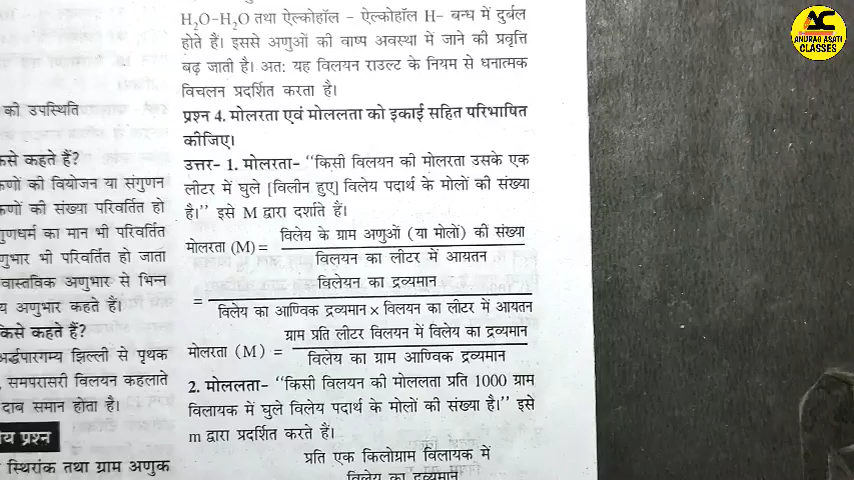 की उपस्थिति
कसे कहते हैं?
कणों की वियोजन या संगुणन
कणों की संख्या परिवर्तित हो
गुणधर्म का मान भी परिवर्तित
णुभार भी परिवर्तित हो जाता
वास्तविक अणुभार से भिन्न
य अणुभार कहते हैं।
किसे कहते हैं?
अर्द्धपारगम्य झिल्ली से पृथक
, समपरासरी विलयन कहलाते
दाब समान होता है।
ीय प्रश्न
स्थिरांक तथा ग्राम अणुक
H₂O-H₂O तथा ऐल्कोहॉल - ऐल्कोहॉल H- बन्ध में दुर्बल
होते हैं। इससे अणुओं की वाष्प अवस्था में जाने की प्रवृत्ति
बढ़ जाती है। अतः यह विलयन राउल्ट के नियम से धनात्मक
विचलन प्रदर्शित करता है।
प्रश्न 4. मोलरता एवं मोललता को इकाई सहित परिभाषित
कीजिए।
उत्तर- 1. मोलरता- “किसी विलयन की मोलरता उसके एक
लीटर में घुले [विलीन हुए] विलेय पदार्थ के मोलों की संख्या
है।” इसे M द्वारा दर्शाते हैं।
मोलरता (M) = विलेय के ग्राम अणुओं (या मोलों) की संख्या
विलयन का लीटर में आयतन
विलेयन का द्रव्यमान
=
विलेय का आण्विक द्रव्यमान × विलयन का लीटर में आयतन
मोलरता (M) = ग्राम प्रति लीटर विलयन में विलेय का द्रव्यमान
विलेय का ग्राम आण्विक द्रव्यमान
2. मोललता- “किसी विलयन की मोललता प्रति 1000 ग्राम
विलायक में घुले विलेय पदार्थ के मोलों की संख्या है।” इसे
m द्वारा प्रदर्शित करते हैं।
प्रति एक किलोग्राम विलायक में
विलेय का द्रव्यमान
AC
ANURAG ASATI
CLASSES